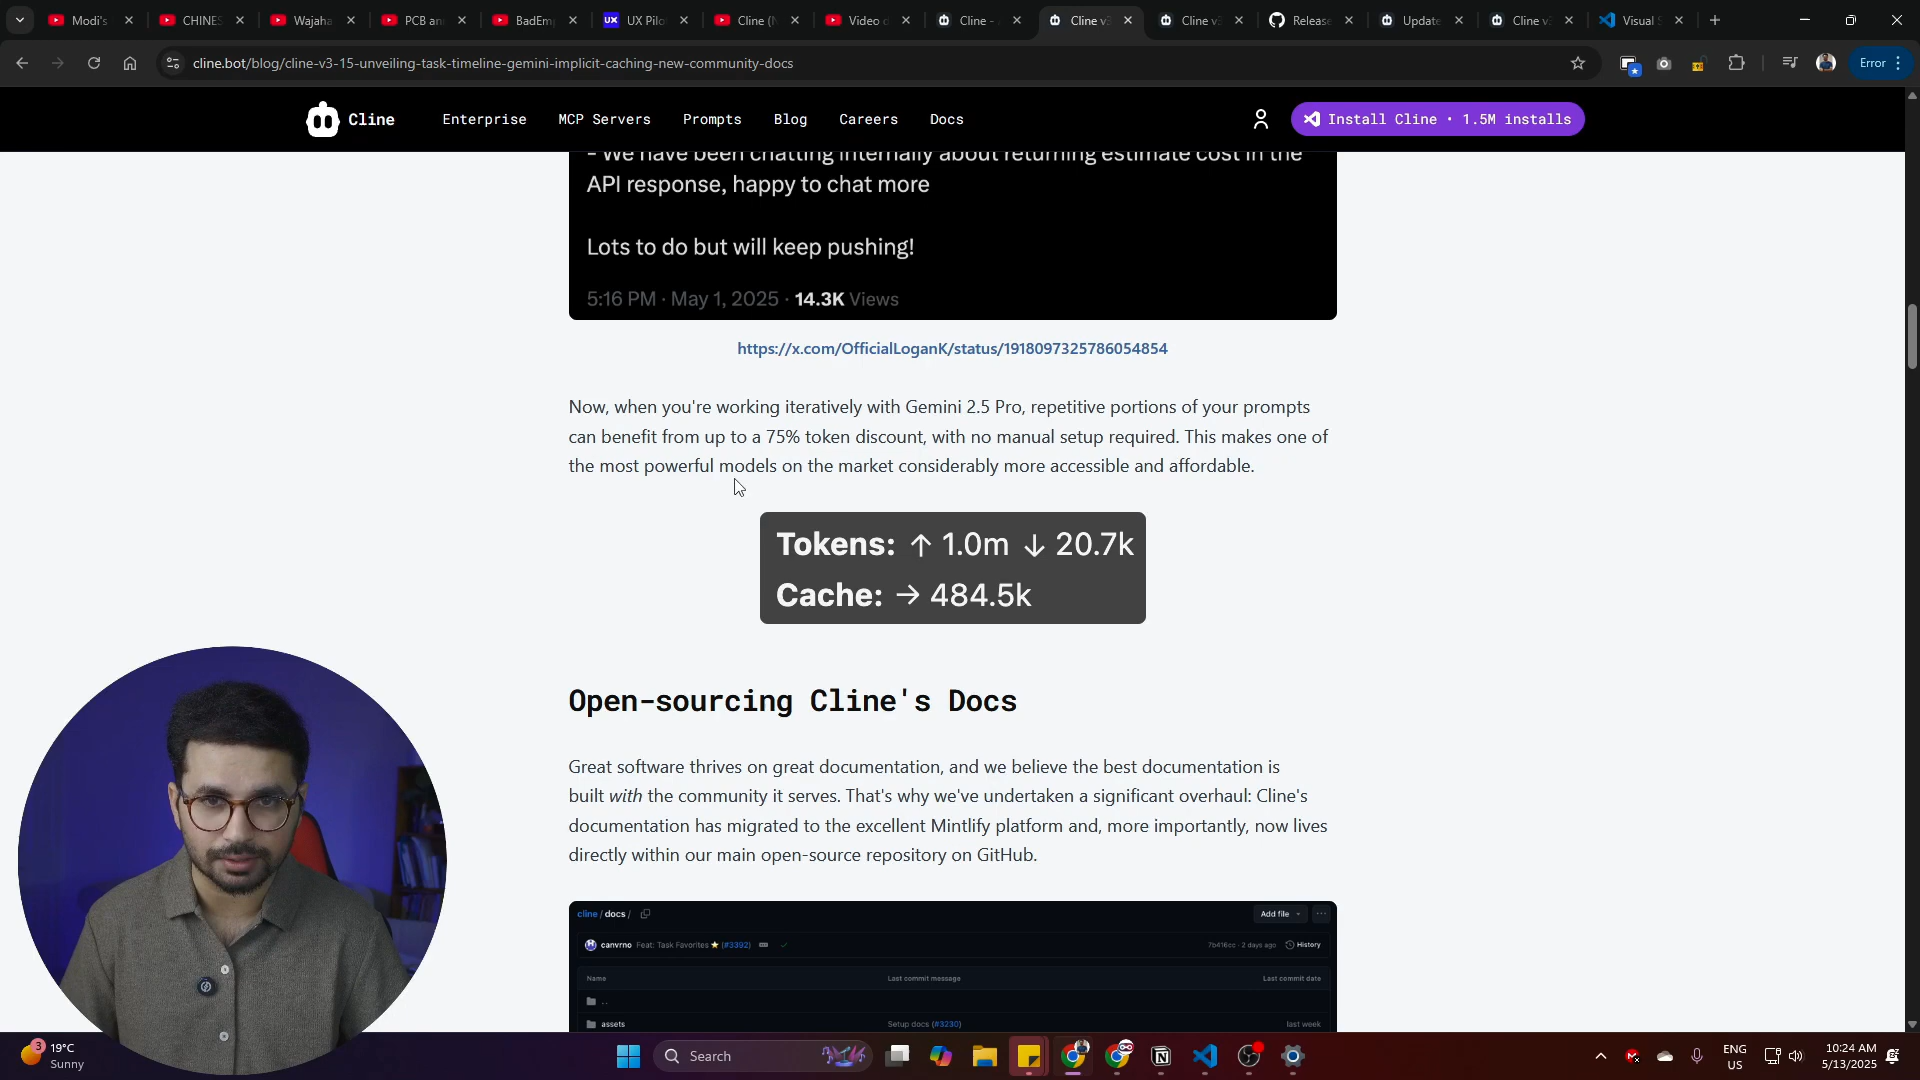 Modi's
CHINES
Wajaha
PCB an
BadEmp
UX Pilo
Cline (N
Video d
Cline -
Cline v3
Cline v3
Release
Update
Cline v3
Visual S
cline.bot/blog/cline-v3-15-unveiling-task-timeline-gemini-implicit-caching-new-community-docs
Error
Cline
Enterprise
MCP Servers
Prompts
Blog
Careers
Docs
Install Cline • 1.5M installs
- We have been chatting internally about returning estimate cost in the
API response, happy to chat more
Lots to do but will keep pushing!
5:16 PM · May 1, 2025 · 14.3K Views
https://x.com/OfficialLoganK/status/1918097325786054854
Now, when you're working iteratively with Gemini 2.5 Pro, repetitive portions of your prompts
can benefit from up to a 75% token discount, with no manual setup required. This makes one of
the most powerful models on the market considerably more accessible and affordable.
Tokens: ↑ 1.0m ↓ 20.7k
Cache: → 484.5k
Open-sourcing Cline's Docs
Great software thrives on great documentation, and we believe the best documentation is
built with the community it serves. That's why we've undertaken a significant overhaul: Cline's
documentation has migrated to the excellent Mintlify platform and, more importantly, now lives
directly within our main open-source repository on GitHub.
cline / docs /
Add file
canvrno Feat: Task Favorites ⭐ (#3392)
7b416cc · 2 days ago
History
Name
Last commit message
Last commit date
..
assets
Setup docs (#3230)
last week
3
19°C
Sunny
Search
ENG
US
10:24 AM
5/13/2025